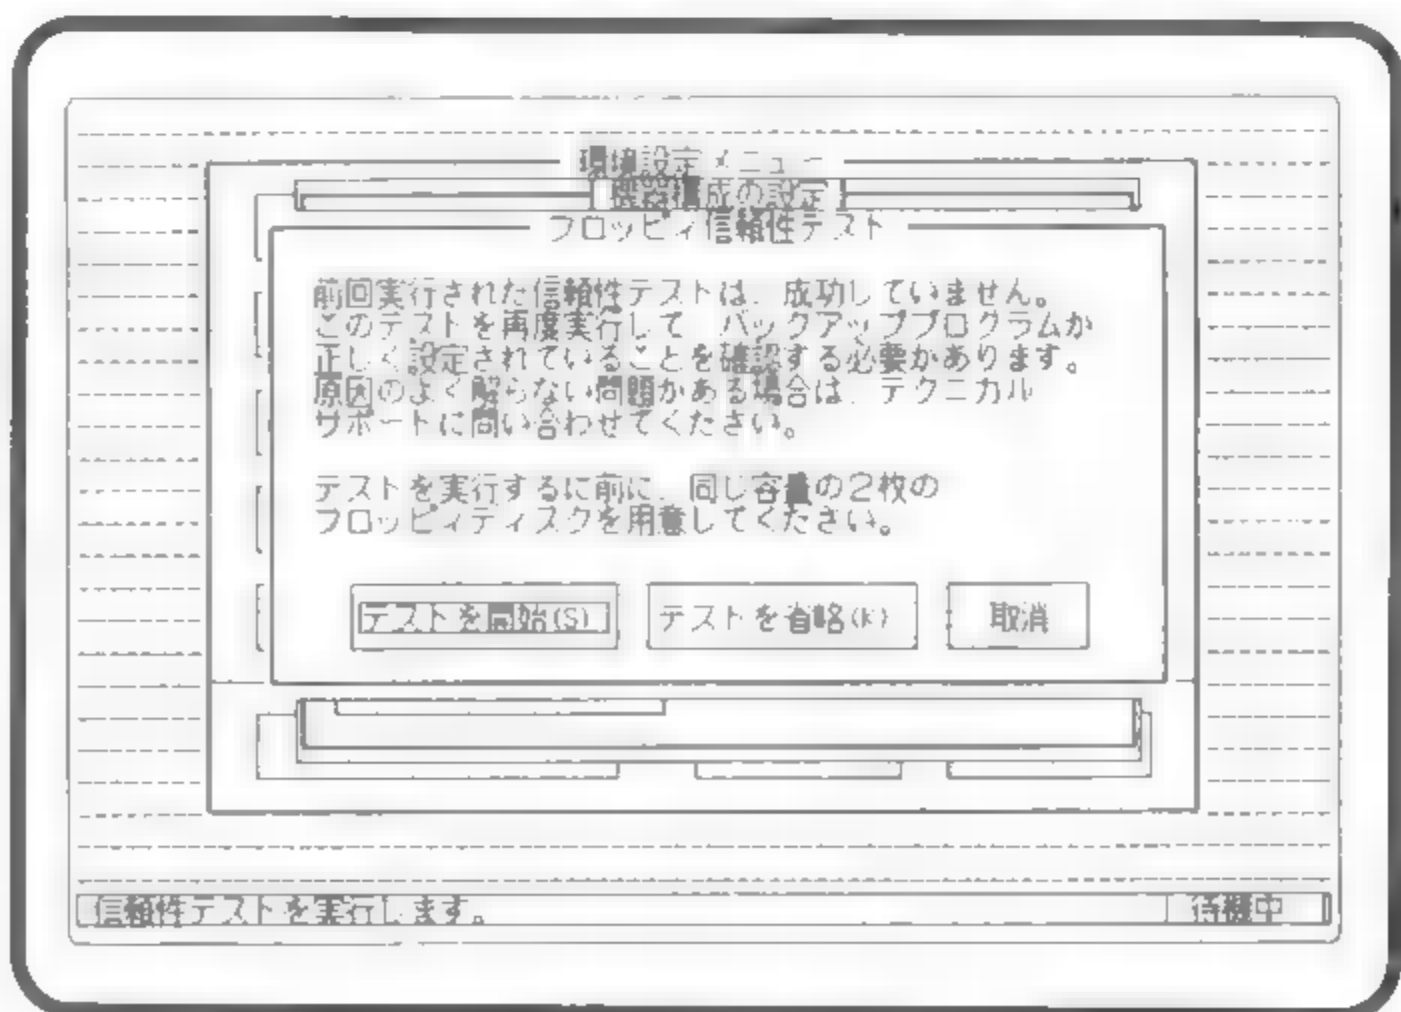 環境設定メニュー
機器構成の設定
フロッピィ信頼性テスト
前回実行された信頼性テストは、成功していません。
このテストを再度実行して、バックアッププログラムが
正しく設定されていることを確認する必要があります。
原因のよく解らない問題がある場合は、テクニカル
サポートに問い合わせてください。
テストを実行するに前に、同じ容量の2枚の
フロッピィディスクを用意してください。
テストを開始(S)
テストを省略(K)
取消
信頼性テストを実行します。
待機中